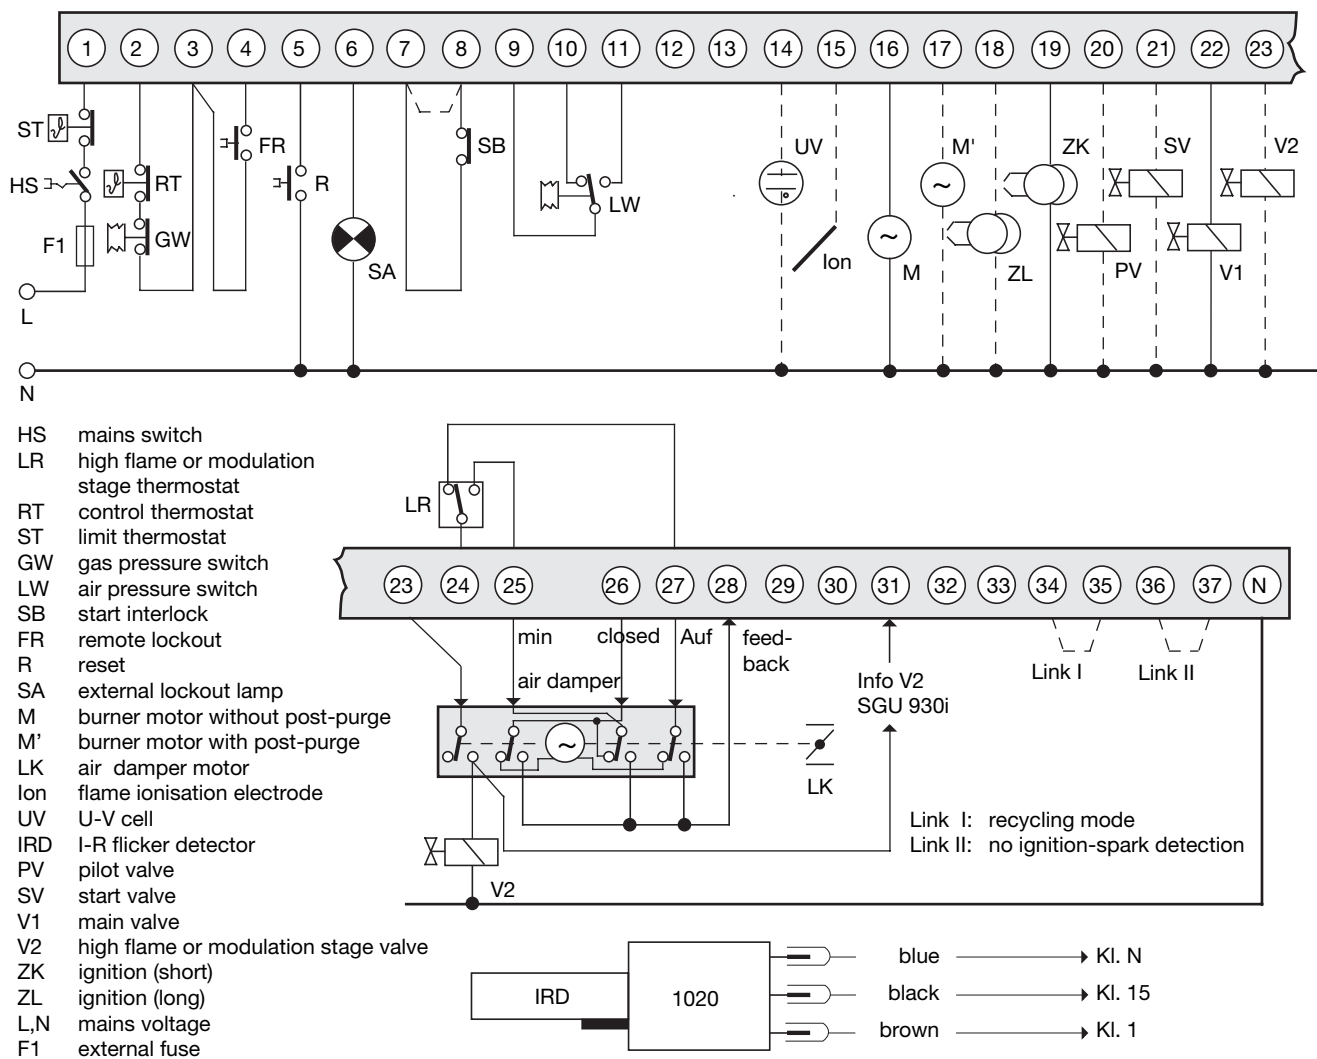 1 2 3 4 5 6 7 8 9 10 11 12 13 14 15 16 17 18 19 20 21 22 23
ST
HS
F1
L
N
RT
GW
FR
R
SA
SB
LW
UV
Ion
M
M'
ZL
ZK
PV
SV
V1
V2
HS mains switch
LR high flame or modulation
stage thermostat
RT control thermostat
ST limit thermostat
GW gas pressure switch
LW air pressure switch
SB start interlock
FR remote lockout
R reset
SA external lockout lamp
M burner motor without post-purge
M’ burner motor with post-purge
LK air damper motor
Ion flame ionisation electrode
UV U-V cell
IRD I-R flicker detector
PV pilot valve
SV start valve
V1 main valve
V2 high flame or modulation stage valve
ZK ignition (short)
ZL ignition (long)
L,N mains voltage
F1 external fuse
LR
23 24 25 26 27 28 29 30 31 32 33 34 35 36 37 N
min
closed
Auf
feed-
back
air damper
Info V2
SGU 930i
Link I
Link II
LK
V2
Link I: recycling mode
Link II: no ignition-spark detection
IRD
1020
blue Kl. N
black Kl. 15
brown Kl. 1